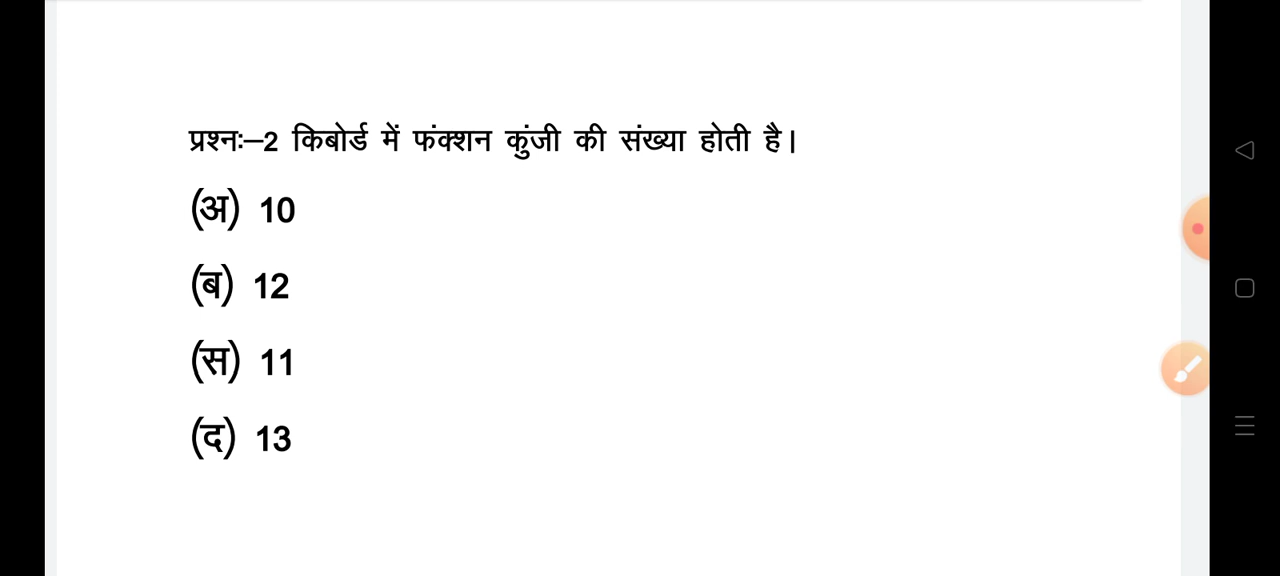 प्रश्नः–2 किबोर्ड में फंक्शन कुंजी की संख्या होती है।
(अ) 10
(ब) 12
(स) 11
(द) 13